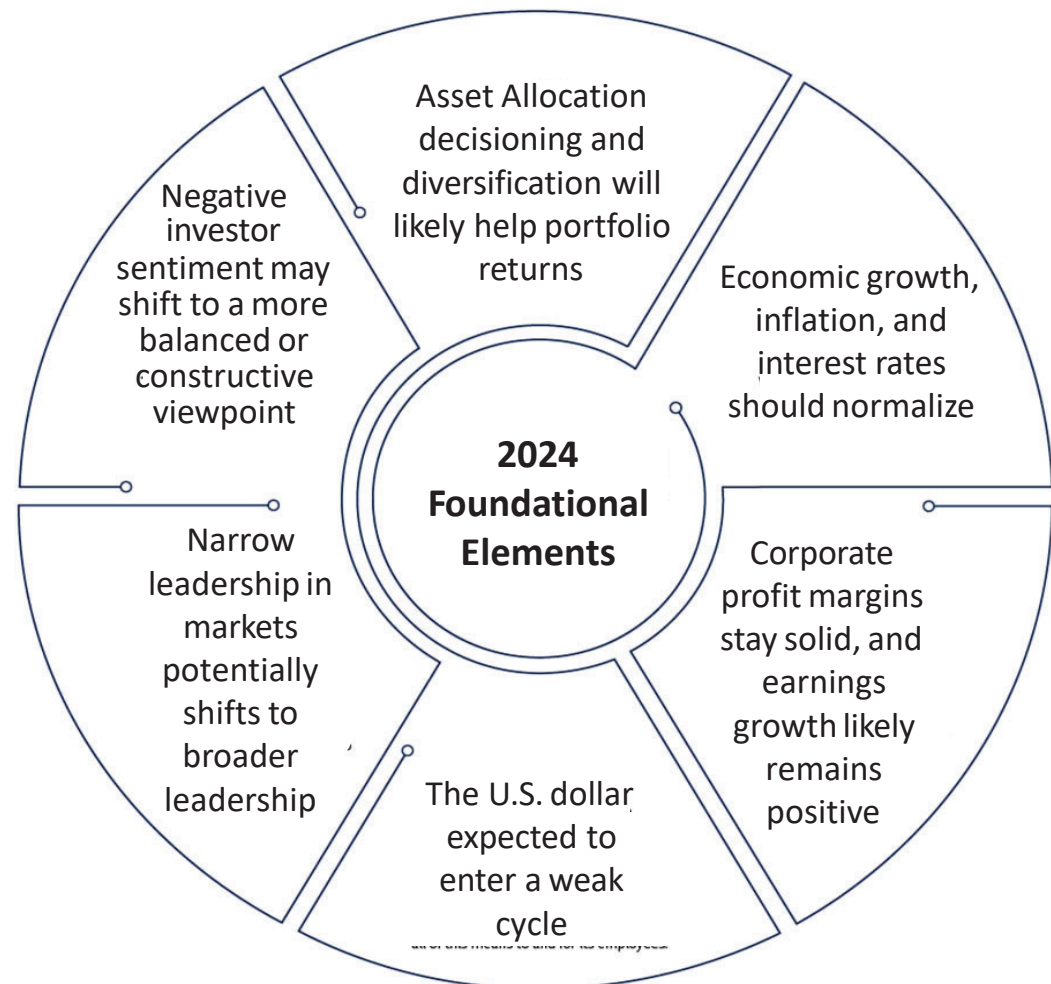 Asset Allocation
decisioning and
diversification will
likely help portfolio
returns
Economic growth,
inflation, and
interest rates
should normalize
Corporate
profit margins
stay solid, and
earnings
growth likely
remains
positive
The U.S. dollar
expected to
enter a weak
cycle
Narrow
leadership in
markets
potentially
shifts to
broader
leadership
Negative
investor
sentiment may
shift to a more
balanced or
constructive
viewpoint
2024
Foundational
Elements